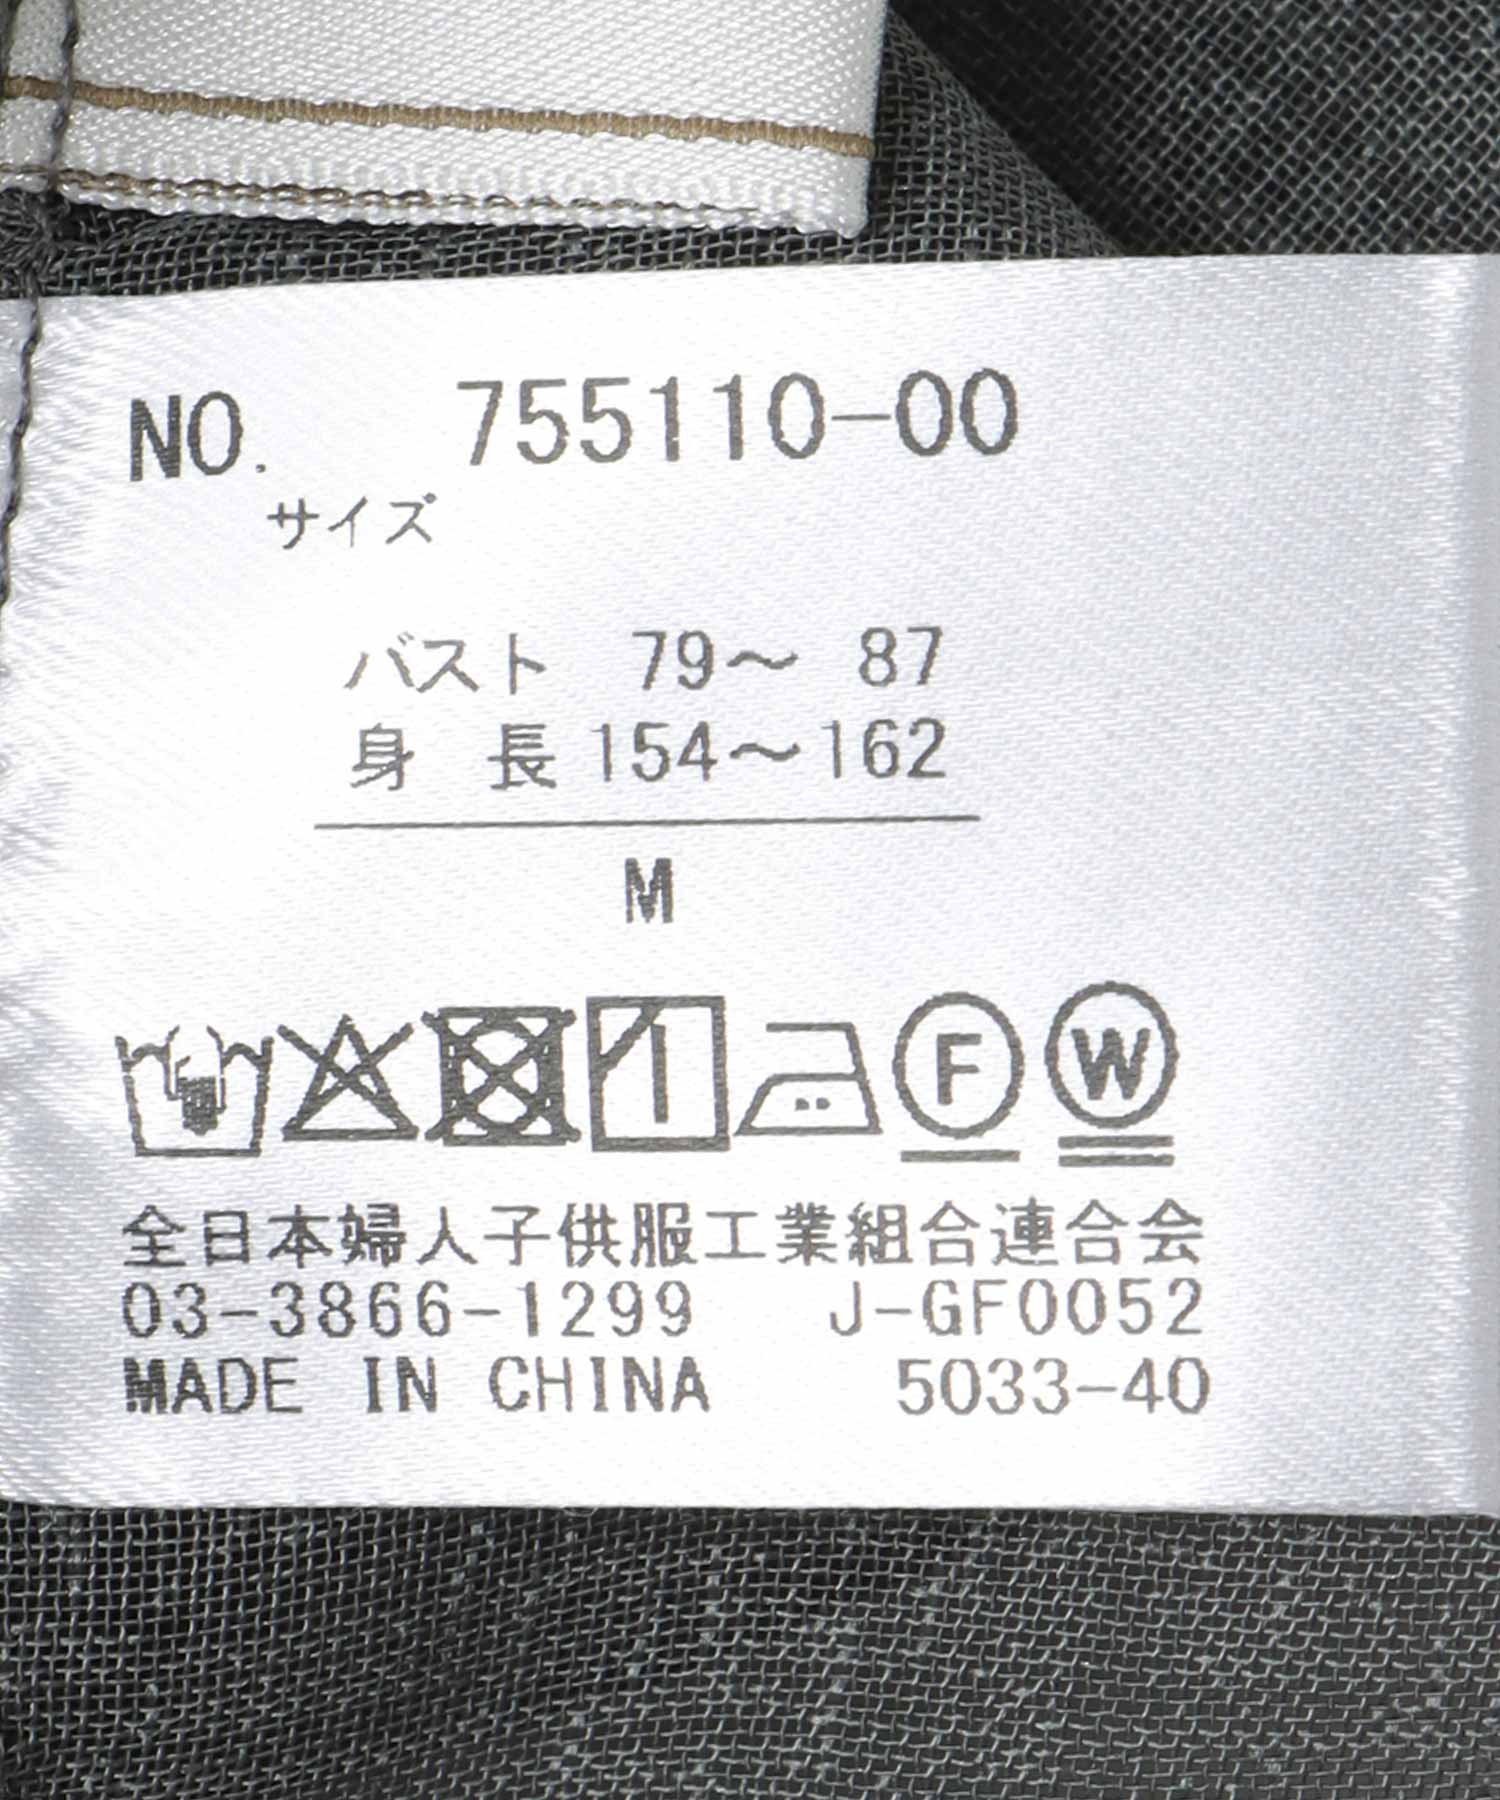 NO. 755110-00
サイズ
バスト 79～ 87
身 長 154～162
M
F W
全日本婦人子供服工業組合連合会
03-3866-1299 J-GF0052
MADE IN CHINA 5033-40